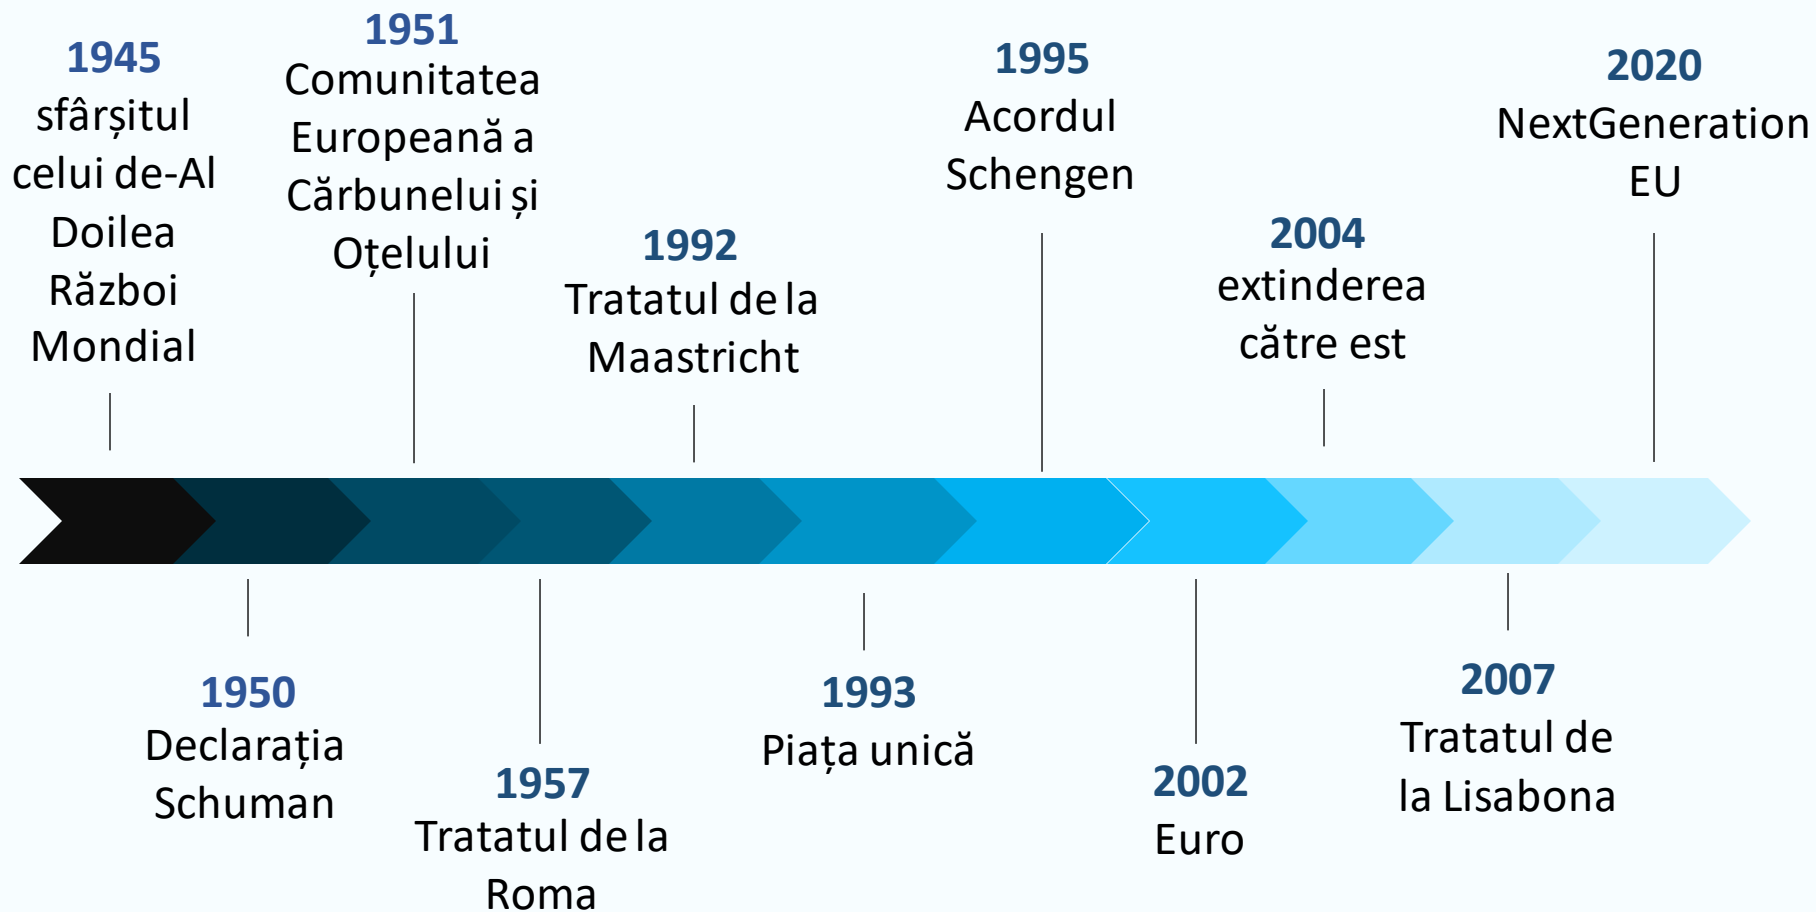 1945
sfârșitul
celui de-Al
Doilea
Război
Mondial
1951
Comunitatea
Europeană a
Cărbunelui și
Oțelului
1992
Tratatul de la
Maastricht
1995
Acordul
Schengen
2004
extinderea
către est
2020
NextGeneration
EU
1950
Declarația
Schuman
1957
Tratatul de la
Roma
1993
Piața unică
2002
Euro
2007
Tratatul de
la Lisabona